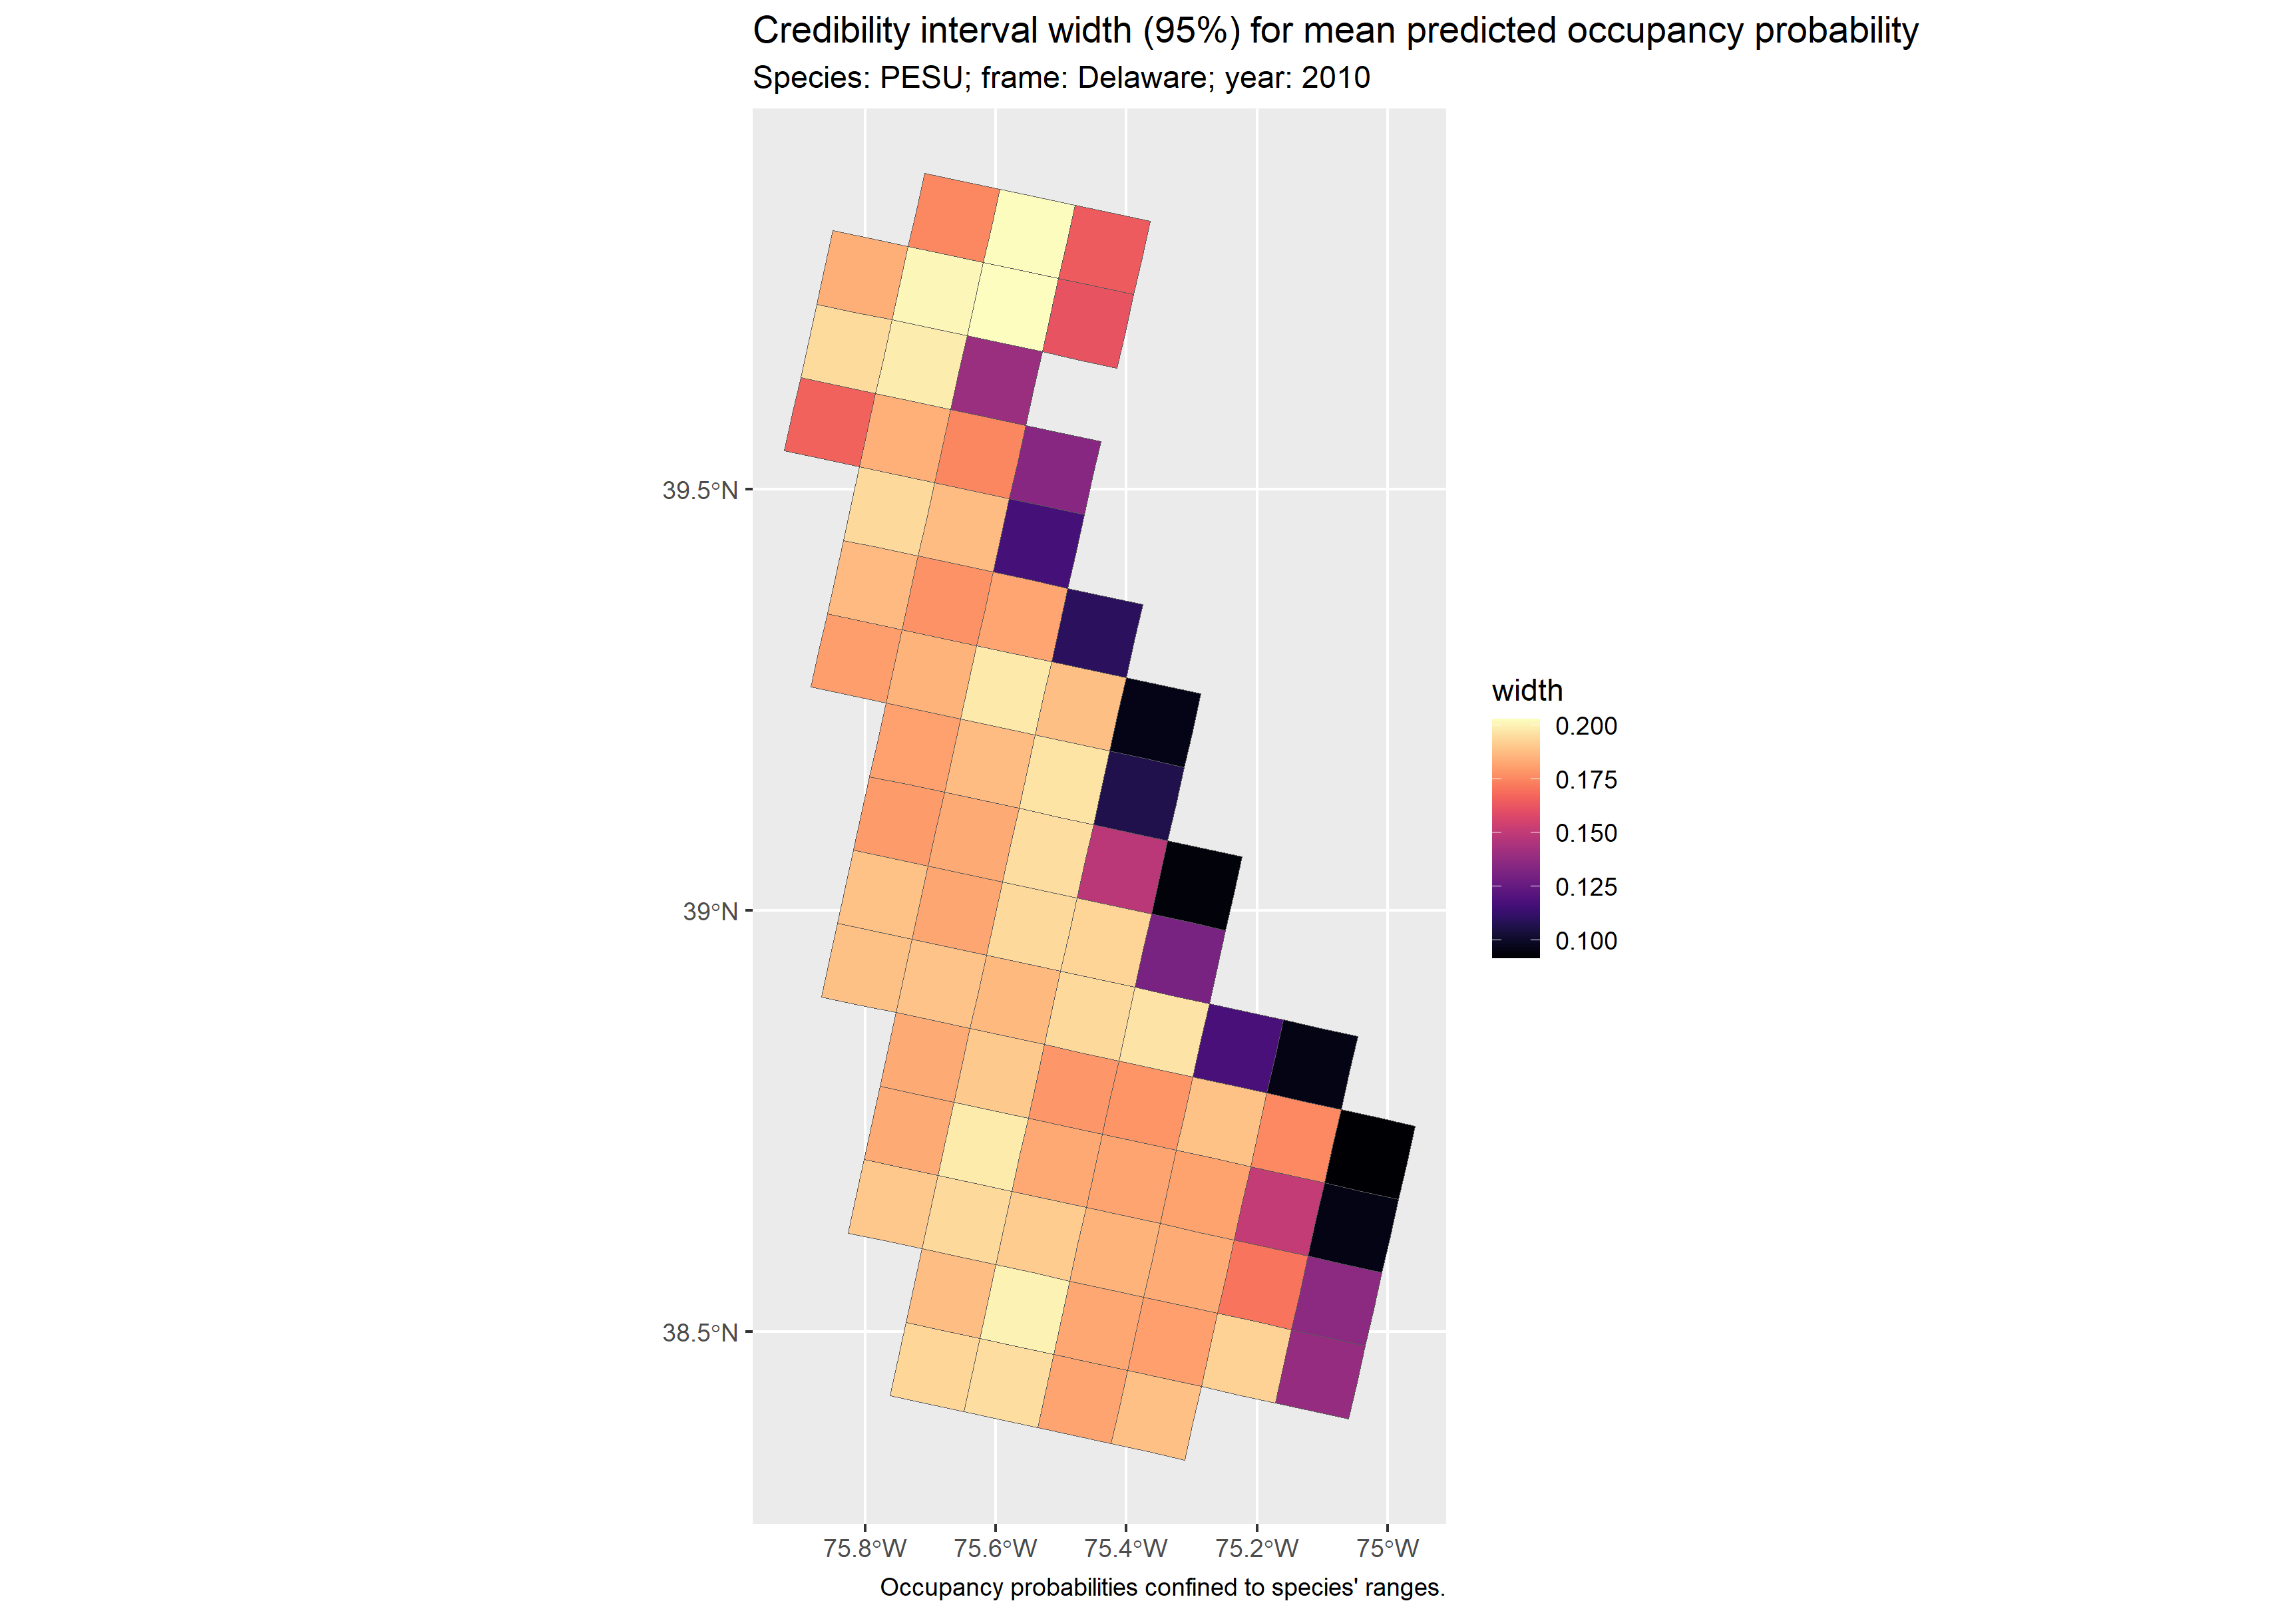 Credibility interval width (95%) for mean predicted occupancy probability
Species: PESU; frame: Delaware; year: 2010
39.5°N
39°N
38.5°N
width
0.200
0.175
0.150
0.125
0.100
75.8°W 75.6°W 75.4°W 75.2°W 75°W
Occupancy probabilities confined to species' ranges.